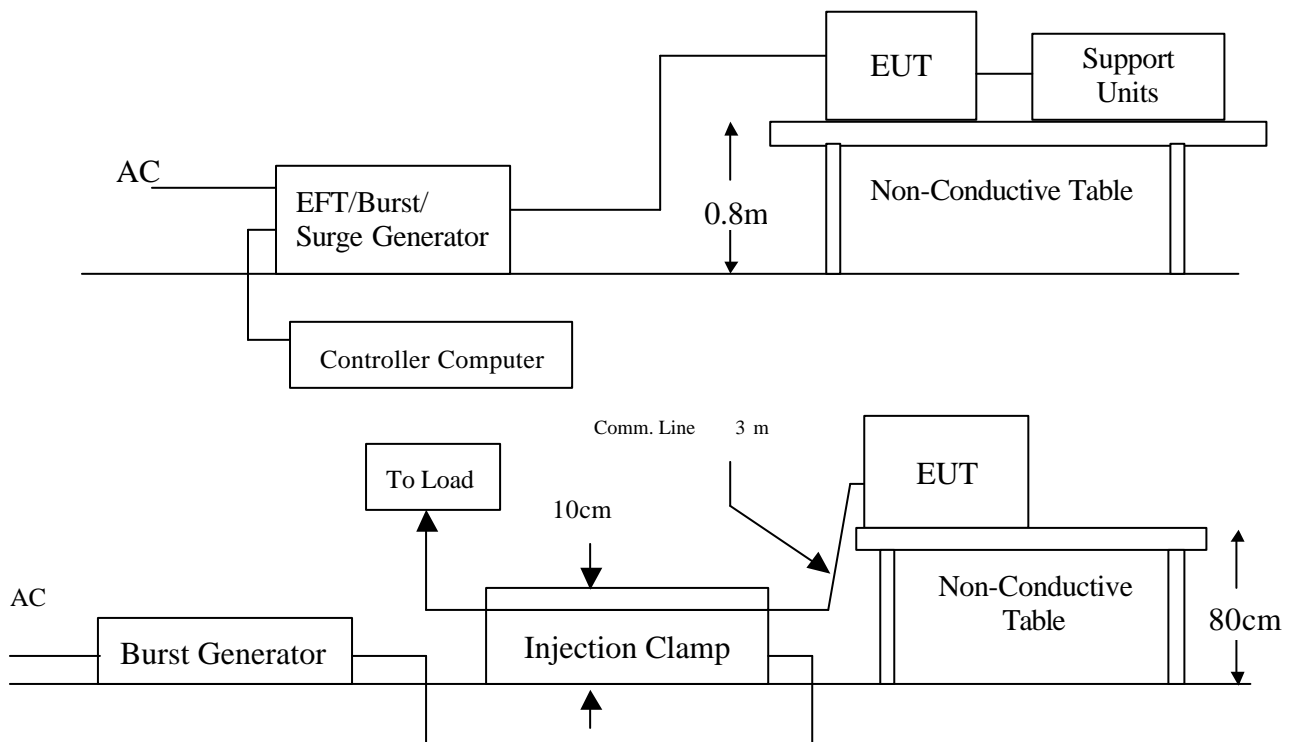 EUT
Support
Units
AC
EFT/Burst/
Surge Generator
0.8m
Non-Conductive Table
Controller Computer
Comm. Line 3 m
To Load
EUT
10cm
AC
Burst Generator
Injection Clamp
Non-Conductive
Table
80cm